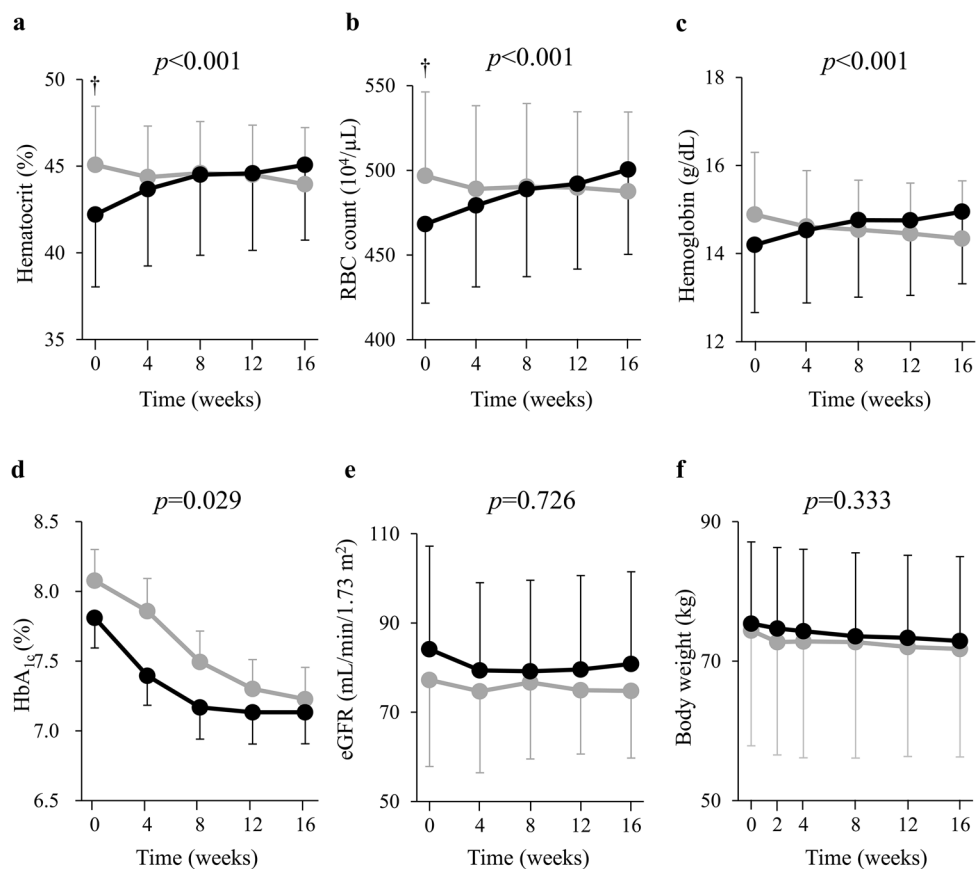 a
p<0.001
†
Hematocrit (%)
50
45
40
35
0 4 8 12 16
Time (weeks)
b
p<0.001
†
RBC count (10⁴/μL)
550
500
450
400
0 4 8 12 16
Time (weeks)
c
p<0.001
Hemoglobin (g/dL)
18
16
14
12
0 4 8 12 16
Time (weeks)
d
p=0.029
HbA₁c (%)
8.5
8.0
7.5
7.0
6.5
0 4 8 12 16
Time (weeks)
e
p=0.726
eGFR (mL/min/1.73 m²)
110
90
70
50
0 4 8 12 16
Time (weeks)
f
p=0.333
Body weight (kg)
90
70
50
0 2 4 8 12 16
Time (weeks)